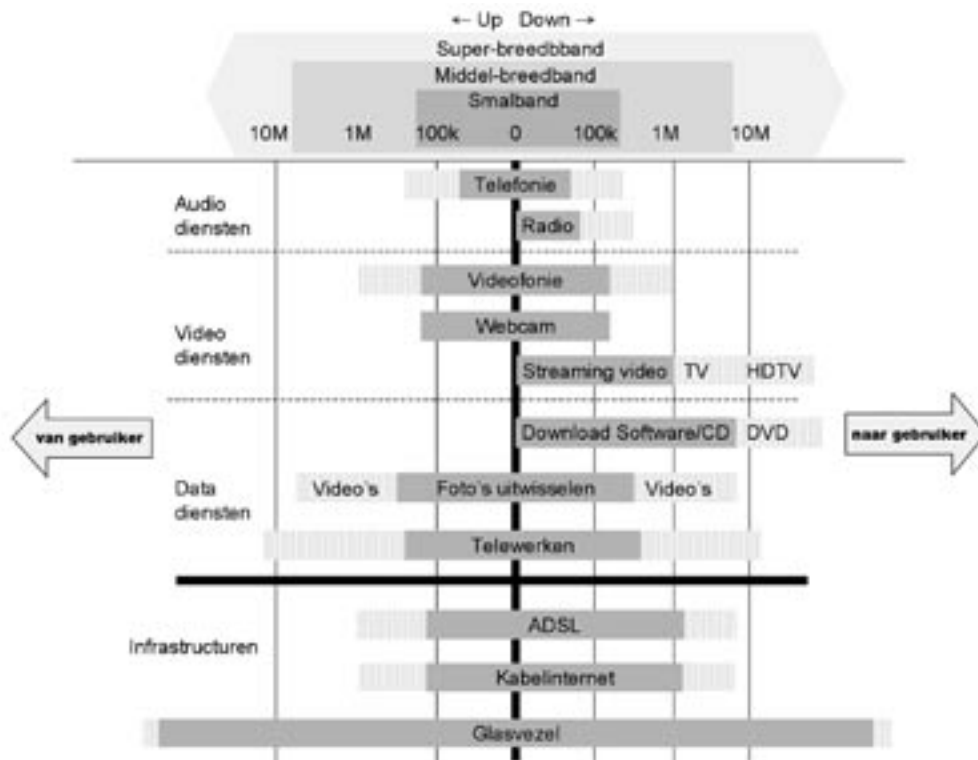 ← Up Down →
Super-breedbband
Middel-breedband
Smalband
10M 1M 100k 0 100k 1M 10M
Audio
diensten
Telefonie
Radio
Video
diensten
Videofonie
Webcam
Streaming video TV HDTV
van gebruiker
naar gebruiker
Download Software/CD DVD
Data
diensten
Video's Foto's uitwisselen Video's
Telewerken
Infrastructuren
ADSL
Kabelinternet
Glasvezel